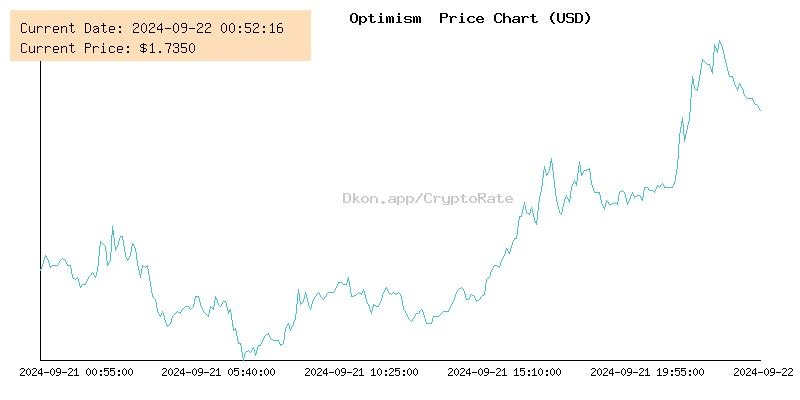 Optimism  Price Chart (USD)
Current Date: 2024-09-22 00:52:16
Current Price: $1.7350
Dkon.app/CryptoRate
2024-09-21 00:55:00 2024-09-21 05:40:00 2024-09-21 10:25:00 2024-09-21 15:10:00 2024-09-21 19:55:00 2024-09-22